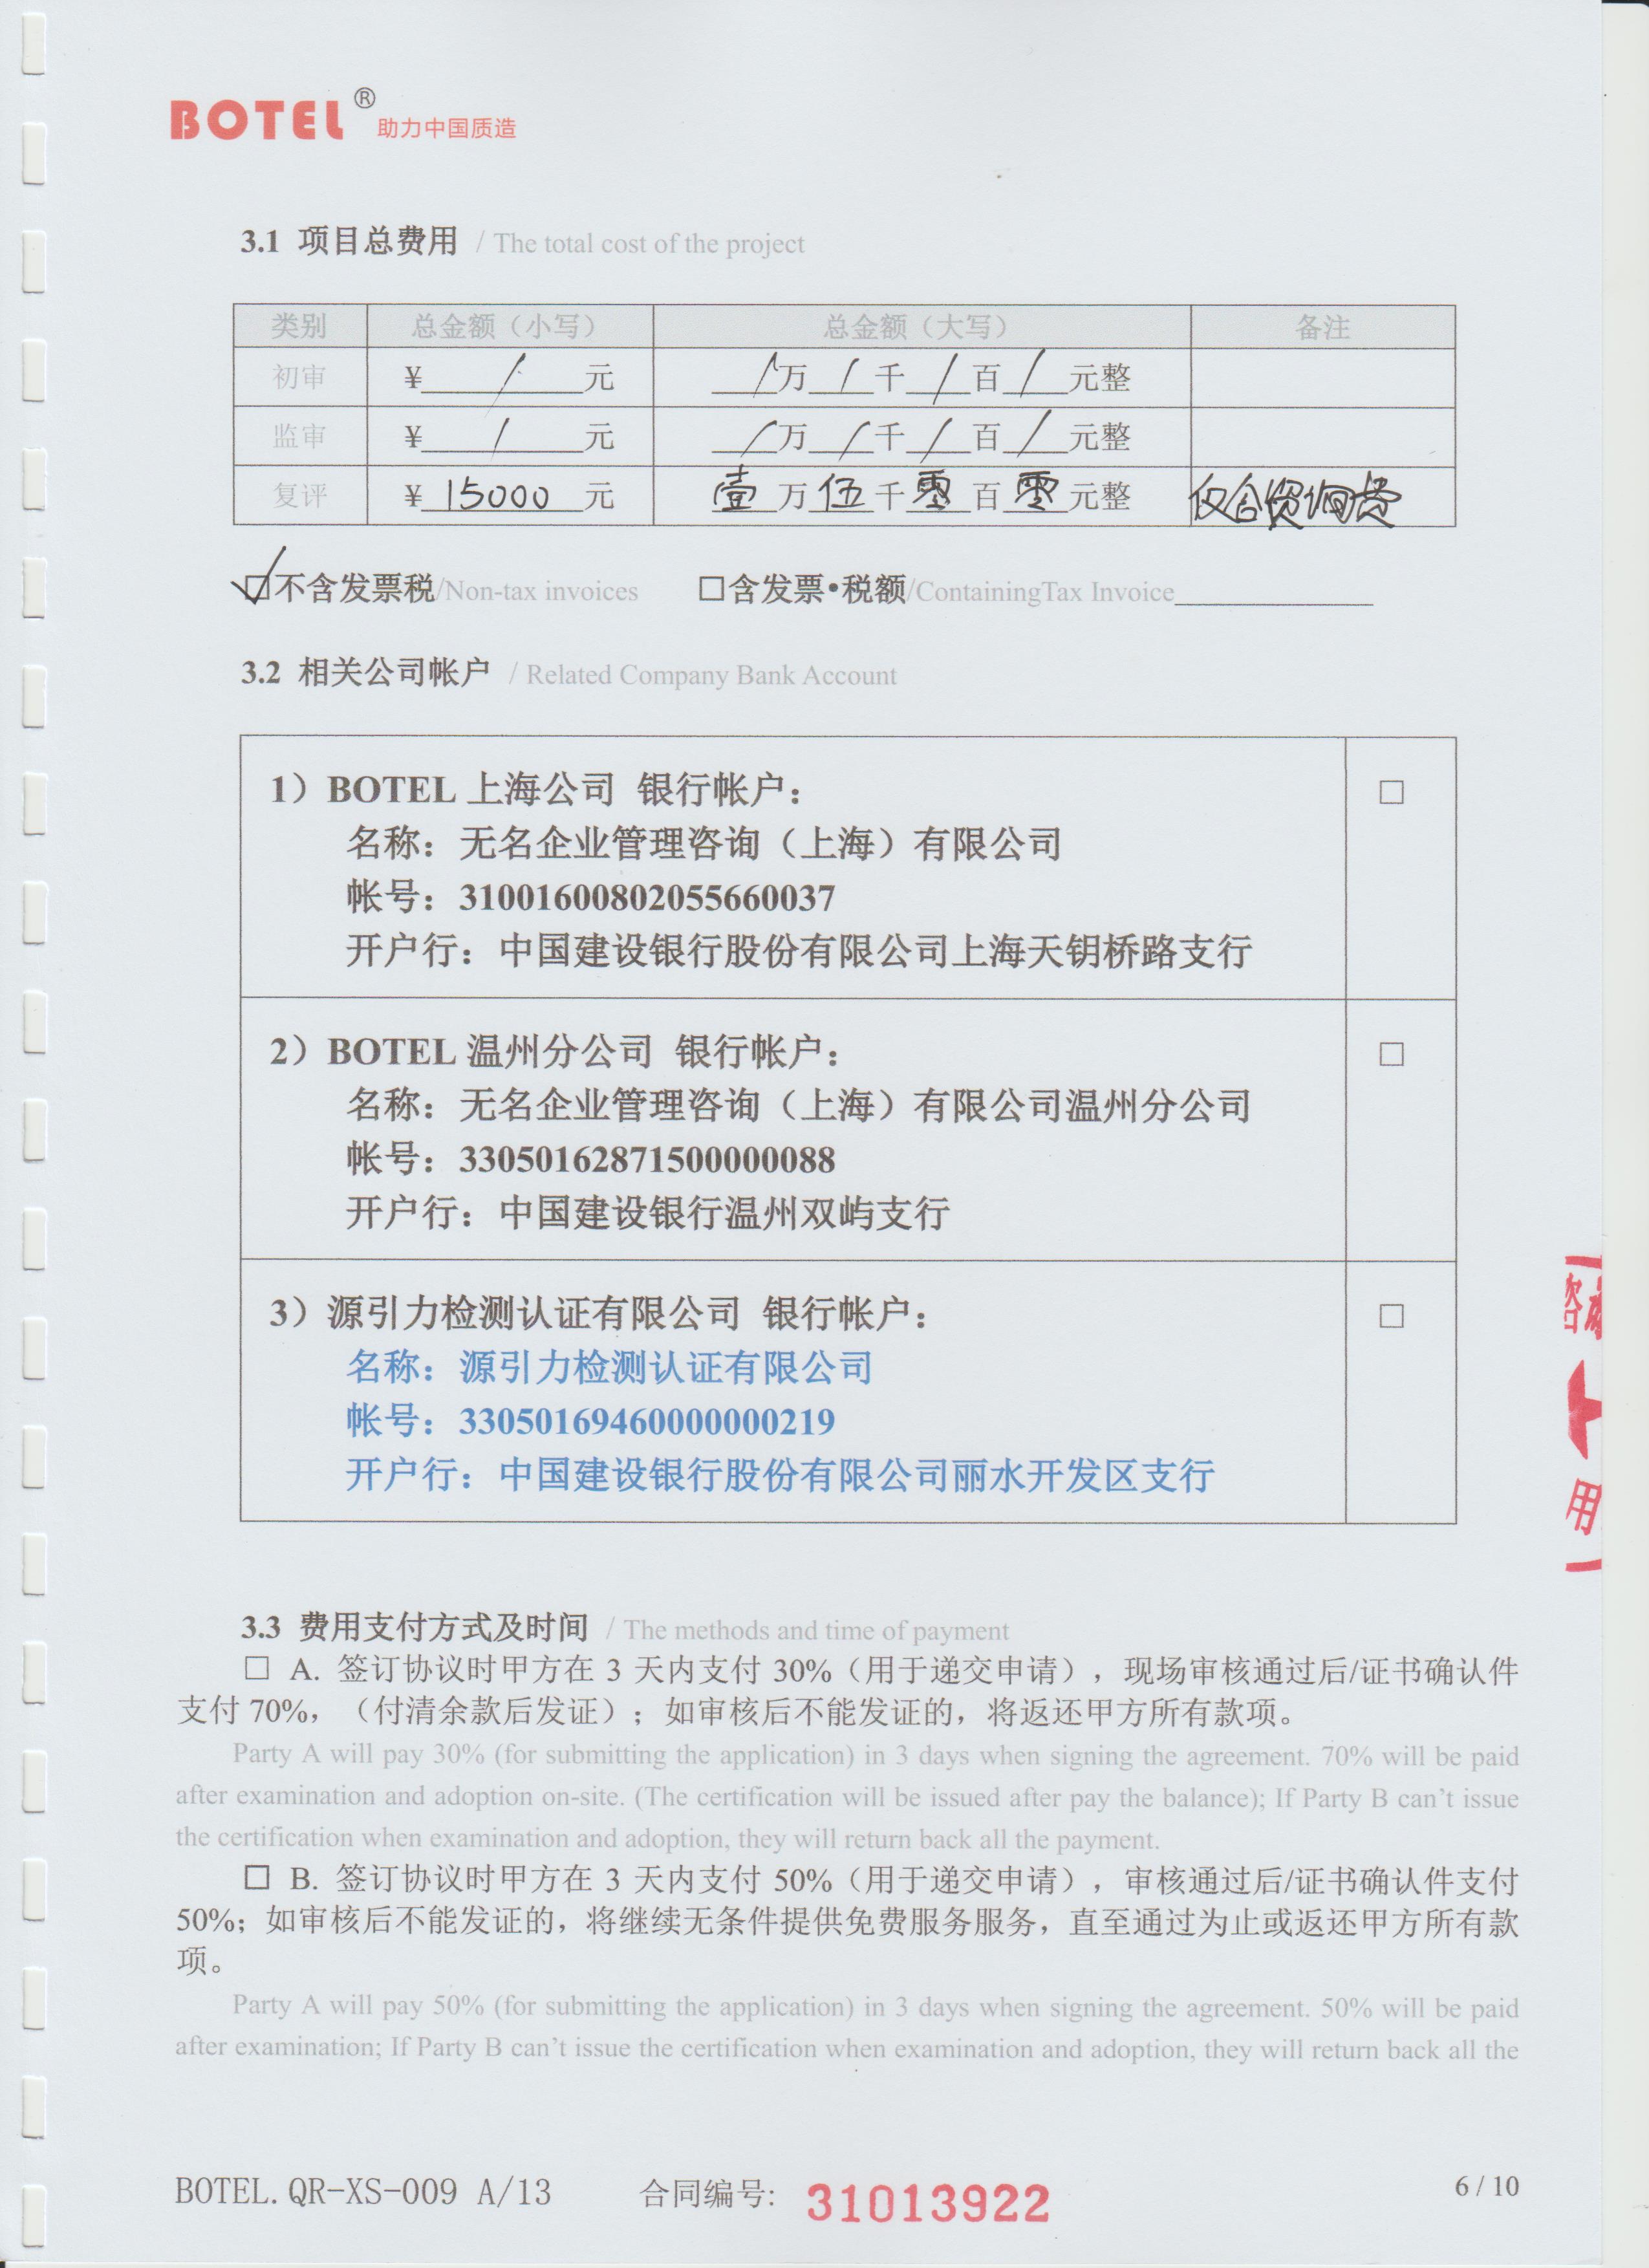 BOTEL® 助力中国质造
3.1 项目总费用 / The total cost of the project
类别 总金额（小写） 总金额（大写） 备注
初审 ¥ / 元 / 万 / 千 / 百 / 元整
监审 ¥ / 元 / 万 / 千 / 百 / 元整
复评 ¥ 15000 元 壹 万 伍 千 零 百 零 元整 仅含 询费
☑不含发票税/Non-tax invoices □含发票•税额/ContainingTax Invoice
3.2 相关公司帐户 / Related Company Bank Account
1）BOTEL 上海公司 银行帐户： □
名称：无名企业管理咨询（上海）有限公司
帐号：31001600802055660037
开户行：中国建设银行股份有限公司上海天钥桥路支行
2）BOTEL 温州分公司 银行帐户： □
名称：无名企业管理咨询（上海）有限公司温州分公司
帐号：33050162871500000088
开户行：中国建设银行温州双屿支行
3）源引力检测认证有限公司 银行帐户： □
名称：源引力检测认证有限公司
帐号：33050169460000000219
开户行：中国建设银行股份有限公司丽水开发区支行
咨
用
3.3 费用支付方式及时间 / The methods and time of payment
□ A. 签订协议时甲方在 3 天内支付 30%（用于递交申请），现场审核通过后/证书确认件
支付 70%，（付清余款后发证）；如审核后不能发证的，将返还甲方所有款项。
Party A will pay 30% (for submitting the application) in 3 days when signing the agreement. 70% will be paid
after examination and adoption on-site. (The certification will be issued after pay the balance); If Party B can't issue
the certification when examination and adoption, they will return back all the payment.
□ B. 签订协议时甲方在 3 天内支付 50%（用于递交申请），审核通过后/证书确认件支付
50%；如审核后不能发证的，将继续无条件提供免费服务服务，直至通过为止或返还甲方所有款
项。
Party A will pay 50% (for submitting the application) in 3 days when signing the agreement. 50% will be paid
after examination; If Party B can't issue the certification when examination and adoption, they will return back all the
BOTEL.QR-XS-009 A/13 合同编号: 31013922 6 / 10